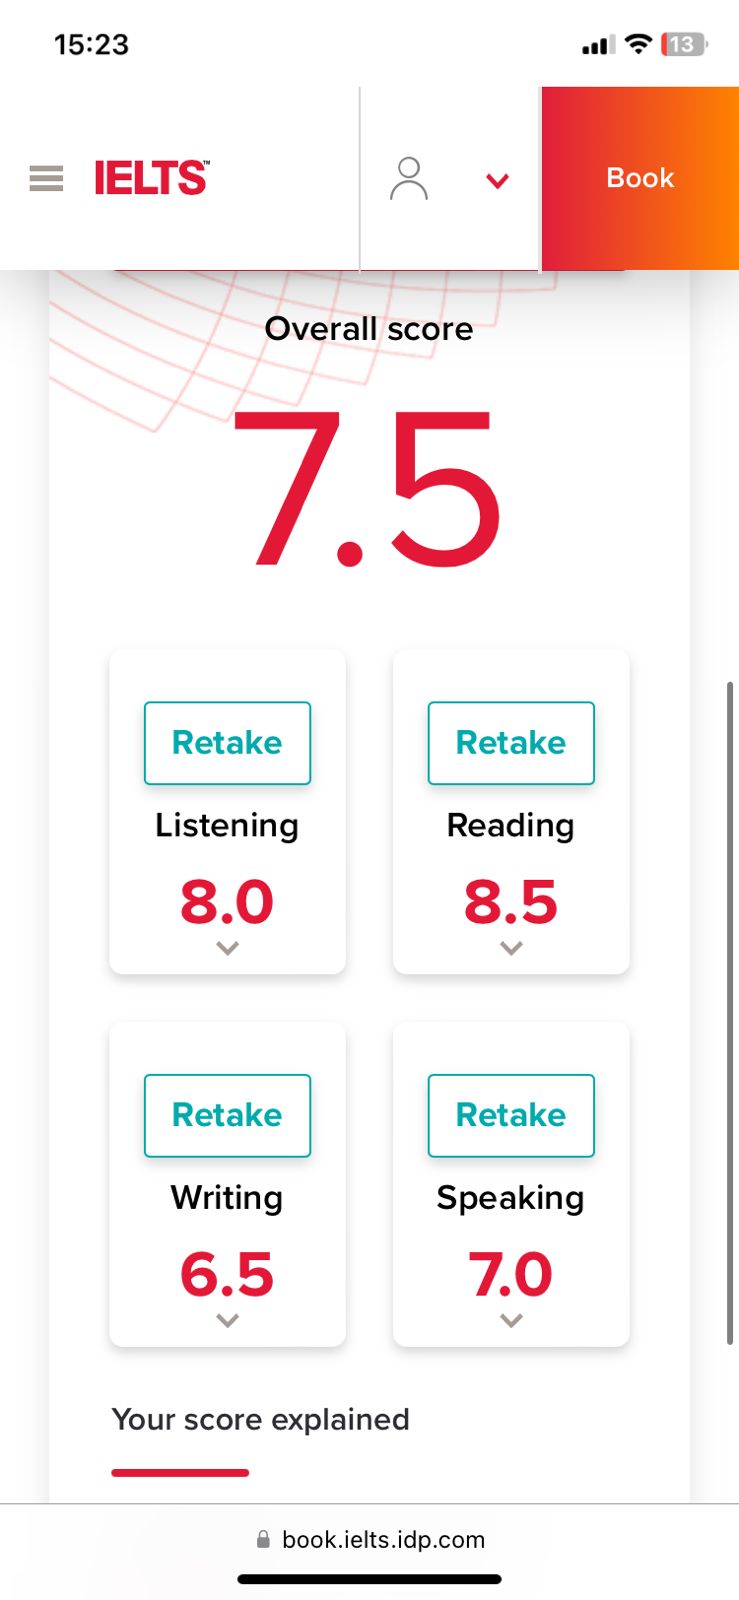 15:23
13
IELTS™
Book
Overall score
7.5
Retake
Retake
Listening
Reading
8.0
8.5
Retake
Retake
Writing
Speaking
6.5
7.0
Your score explained
book.ielts.idp.com